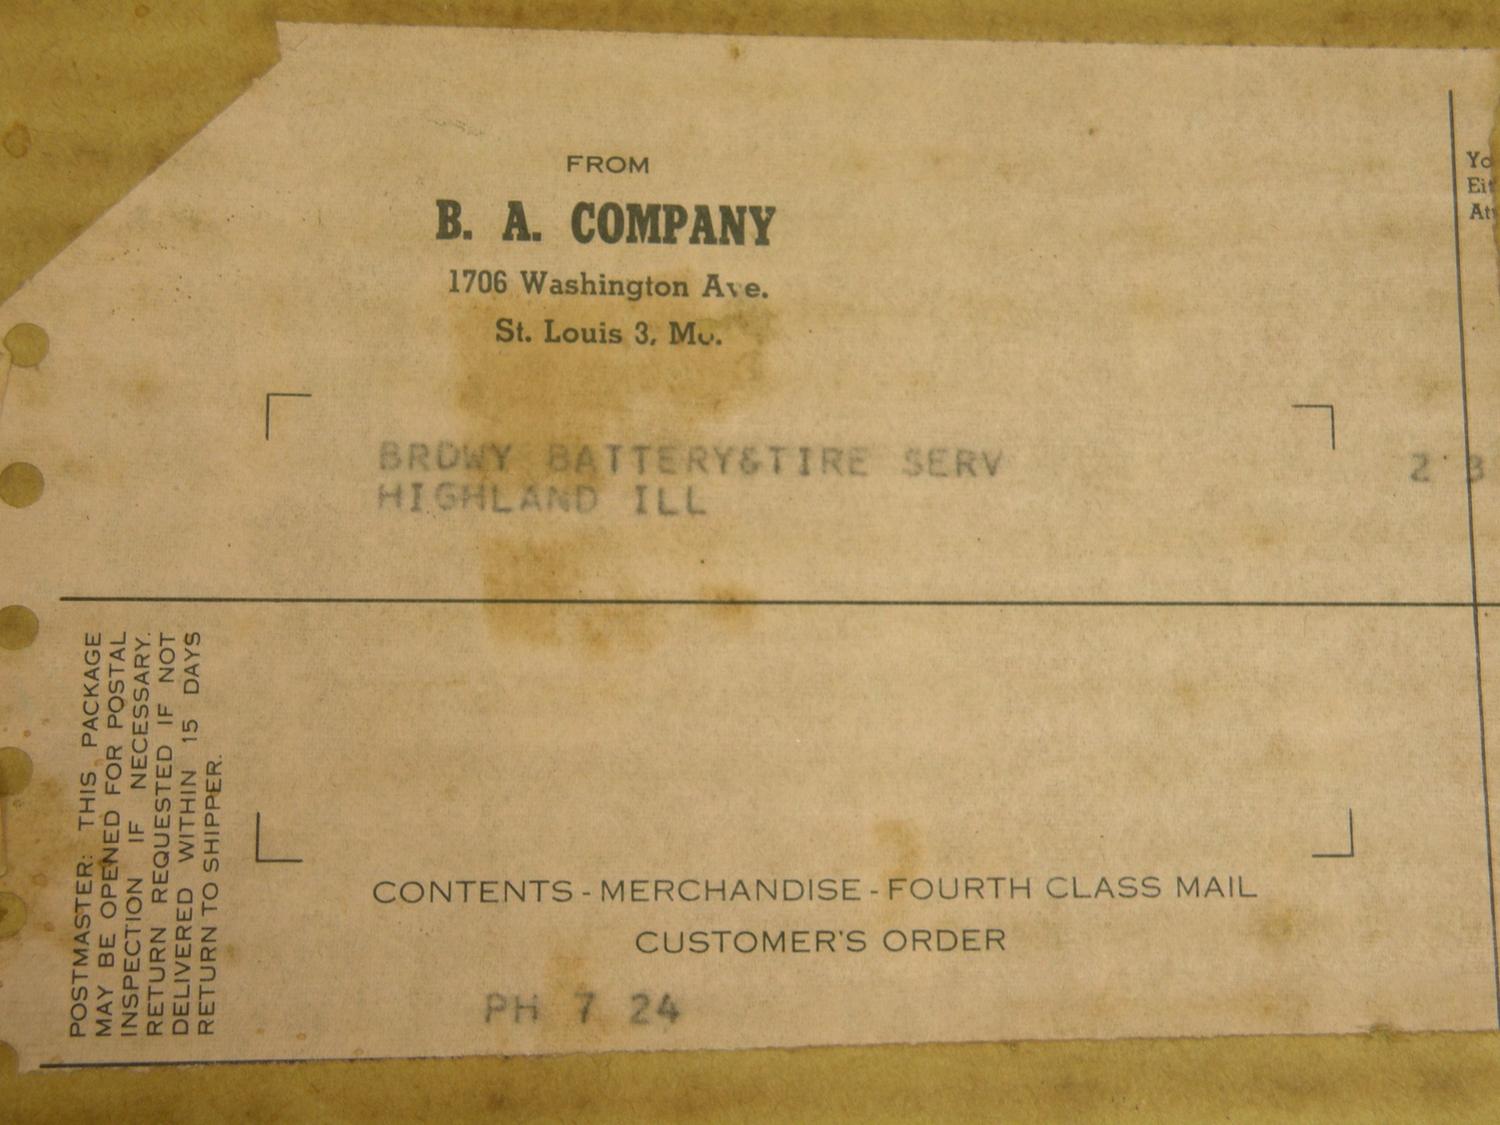 FROM
B. A. COMPANY
1706 Washington Ave.
St. Louis 3, Mo.
BRDWY BATTERY&TIRE SERV
HIGHLAND ILL
2 3
POSTMASTER: THIS PACKAGE
MAY BE OPENED FOR POSTAL
INSPECTION IF NECESSARY.
RETURN REQUESTED IF NOT
DELIVERED WITHIN 15 DAYS
RETURN TO SHIPPER.
CONTENTS - MERCHANDISE - FOURTH CLASS MAIL
CUSTOMER'S ORDER
PH 7 24